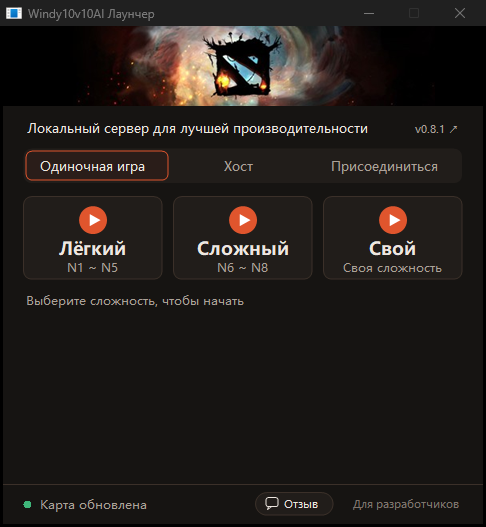 Windy10v10AI Лаунчер
Локальный сервер для лучшей производительности
v0.8.1 ↗
Одиночная игра Хост Присоединиться
Лёгкий Сложный Свой
N1 ~ N5 N6 ~ N8 Своя сложность
Выберите сложность, чтобы начать
Карта обновлена Отзыв Для разработчиков